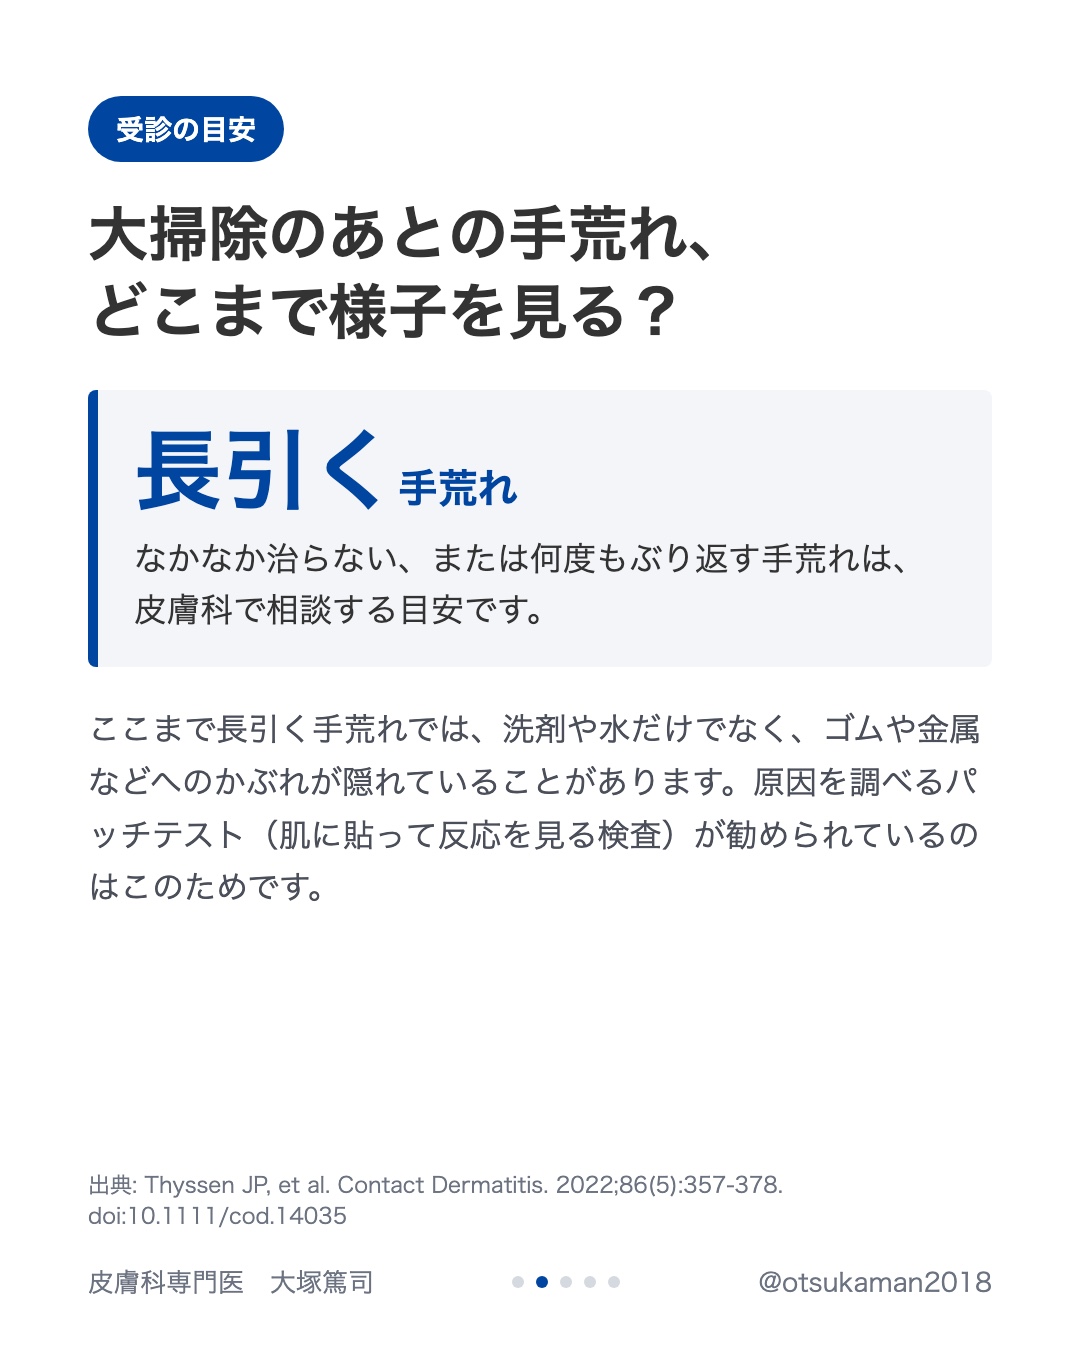 受診の目安
大掃除のあとの手荒れ、
どこまで様子を見る？
長引く手荒れ
なかなか治らない、または何度もぶり返す手荒れは、
皮膚科で相談する目安です。
ここまで長引く手荒れでは、洗剤や水だけでなく、ゴムや金属
などへのかぶれが隠れていることがあります。原因を調べるパ
ッチテスト（肌に貼って反応を見る検査）が勧められているの
はこのためです。
出典: Thyssen JP, et al. Contact Dermatitis. 2022;86(5):357-378.
doi:10.1111/cod.14035
皮膚科専門医　大塚篤司
@otsukaman2018